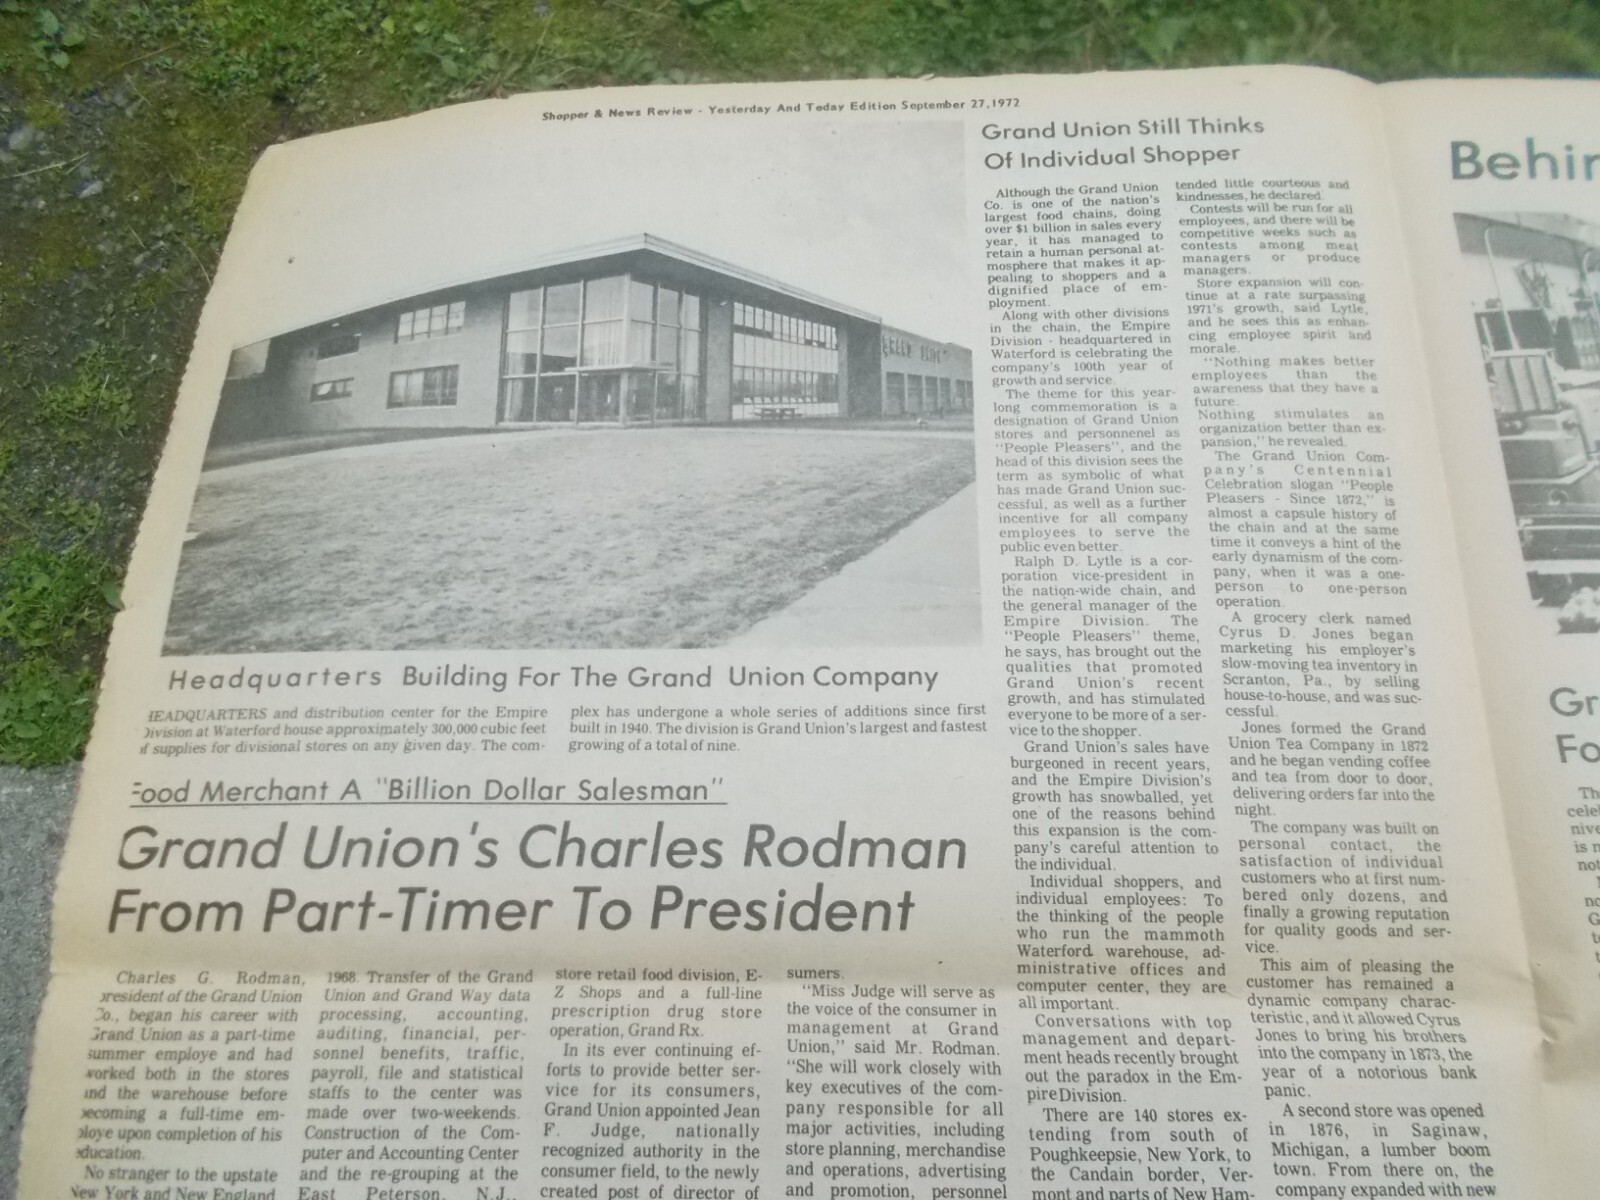 Shopper & News Review - Yesterday And Today Edition September 27, 1972
Headquarters Building For The Grand Union Company
IEADQUARTERS and distribution center for the Empire
Division at Waterford house approximately 300,000 cubic feet
of supplies for divisional stores on any given day. The com-
plex has undergone a whole series of additions since first
built in 1940. The division is Grand Union's largest and fastest
growing of a total of nine.
Food Merchant A "Billion Dollar Salesman"
Grand Union's Charles Rodman
From Part-Timer To President
Charles G. Rodman,
president of the Grand Union
Co., began his career with
Grand Union as a part-time
summer employe and had
worked both in the stores
and the warehouse before
becoming a full-time em-
ploye upon completion of his
education.
No stranger to the upstate
New York and New England
1968. Transfer of the Grand
Union and Grand Way data
processing, accounting,
auditing, financial, per-
sonnel benefits, traffic,
payroll, file and statistical
staffs to the center was
made over two-weekends.
Construction of the Com-
puter and Accounting Center
and the re-grouping at the
East Peterson, N.J.,
store retail food division, E-
Z Shops and a full-line
prescription drug store
operation, Grand Rx.
In its ever continuing ef-
forts to provide better ser-
vice for its consumers,
Grand Union appointed Jean
F. Judge, nationally
recognized authority in the
consumer field, to the newly
created post of director of
sumers.
"Miss Judge will serve as
the voice of the consumer in
management at Grand
Union," said Mr. Rodman.
"She will work closely with
key executives of the com-
pany responsible for all
major activities, including
store planning, merchandise
and operations, advertising
and promotion, personnel
Grand Union Still Thinks
Of Individual Shopper
Although the Grand Union
Co. is one of the nation's
largest food chains, doing
over $1 billion in sales every
year, it has managed to
retain a human personal at-
mosphere that makes it ap-
pealing to shoppers and a
dignified place of em-
ployment.
Along with other divisions
in the chain, the Empire
Division - headquartered in
Waterford is celebrating the
company's 100th year of
growth and service.
The theme for this year-
long commemoration is a
designation of Grand Union
stores and personnenel as
"People Pleasers", and the
head of this division sees the
term as symbolic of what
has made Grand Union suc-
cessful, as well as a further
incentive for all company
employees to serve the
public even better.
Ralph D. Lytle is a cor-
poration vice-president in
the nation-wide chain, and
the general manager of the
Empire Division. The
"People Pleasers" theme,
he says, has brought out the
qualities that promoted
Grand Union's recent
growth, and has stimulated
everyone to be more of a ser-
vice to the shopper.
Grand Union's sales have
burgeoned in recent years,
and the Empire Division's
growth has snowballed, yet
one of the reasons behind
this expansion is the com-
pany's careful attention to
the individual.
Individual shoppers, and
individual employees: To
the thinking of the people
who run the mammoth
Waterford warehouse, ad-
ministrative offices and
computer center, they are
all important.
Conversations with top
management and depart-
ment heads recently brought
out the paradox in the Em-
pire Division.
There are 140 stores ex-
tending from south of
Poughkeepsie, New York, to
the Candain border, Ver-
mont and parts of New Ham-
tended little courteous and
kindnesses, he declared.
Contests will be run for all
employees, and there will be
competitive weeks such as
contests among meat
managers or produce
managers.
Store expansion will con-
tinue at a rate surpassing
1971's growth, said Lytle,
and he sees this as enhan-
cing employee spirit and
morale.
"Nothing makes better
employees than the
awareness that they have a
future.
Nothing stimulates an
organization better than ex-
pansion," he revealed.
The Grand Union Com-
pany's Centennial
Celebration slogan "People
Pleasers - Since 1872," is
almost a capsule history of
the chain and at the same
time it conveys a hint of the
early dynamism of the com-
pany, when it was a one-
person to one-person
operation.
A grocery clerk named
Cyrus D. Jones began
marketing his employer's
slow-moving tea inventory in
Scranton, Pa., by selling
house-to-house, and was suc-
cessful.
Jones formed the Grand
Union Tea Company in 1872
and he began vending coffee
and tea from door to door,
delivering orders far into the
night.
The company was built on
personal contact, the
satisfaction of individual
customers who at first num-
bered only dozens, and
finally a growing reputation
for quality goods and ser-
vice.
This aim of pleasing the
customer has remained a
dynamic company charac-
teristic, and it allowed Cyrus
Jones to bring his brothers
into the company in 1873, the
year of a notorious bank
panic.
A second store was opened
in 1876, in Saginaw,
Michigan, a lumber boom
town. From there on, the
company expanded with new
Behin
Gr
Fo
Th
cele
nive
is n
not